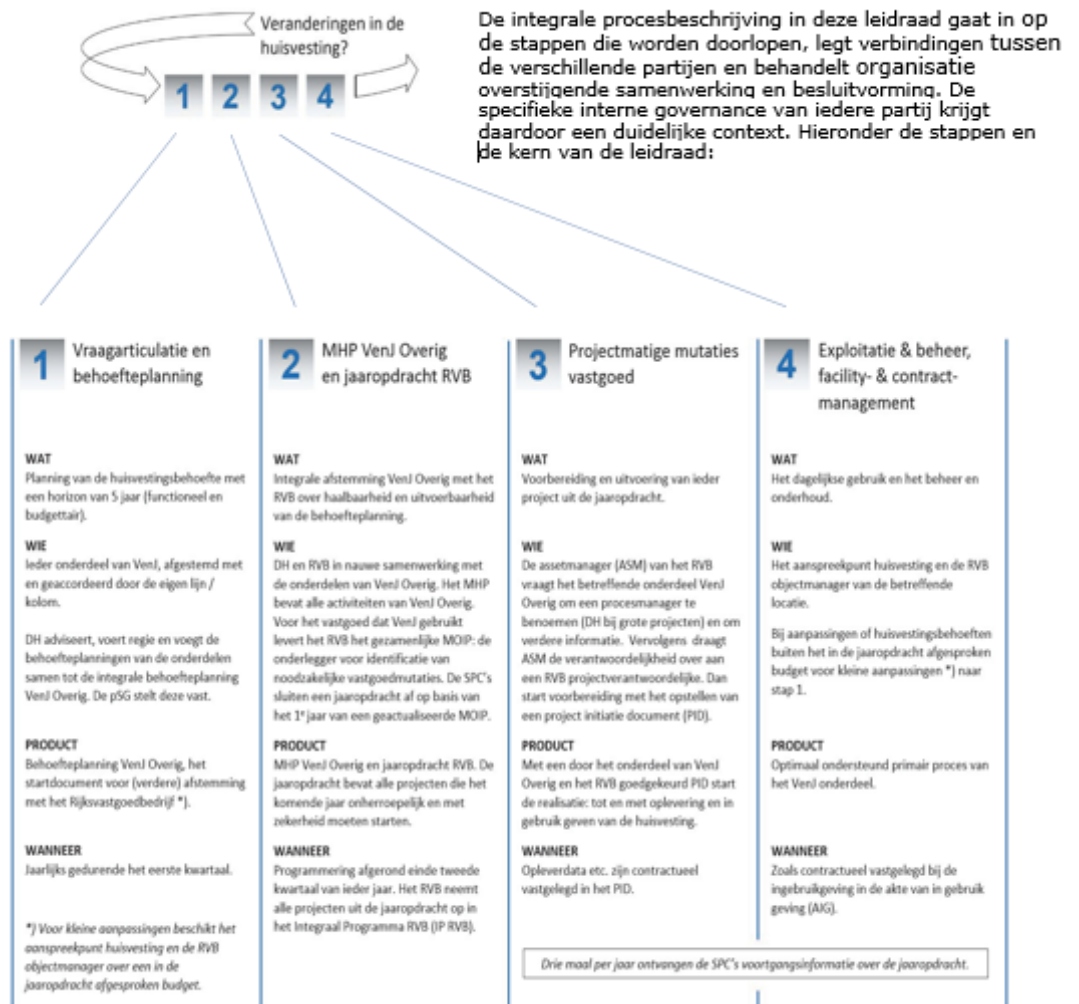 Veranderingen in de
huisvesting?
1 2 3 4
De integrale procesbeschrijving in deze leidraad gaat in op
de stappen die worden doorlopen, legt verbindingen tussen
de verschillende partijen en behandelt organisatie
overstijgende samenwerking en besluitvorming. De
specifieke interne governance van iedere partij krijgt
daardoor een duidelijke context. Hieronder de stappen en
de kern van de leidraad:
1 Vraagarticulatie en
behoefteplanning
WAT
Planning van de huisvestingsbehoefte met
een horizon van 5 jaar (functioneel en
budgettair).
WIE
Ieder onderdeel van VenJ, afgestemd met
en geaccordeerd door de eigen lijn /
kolom.
DH adviseert, voert regie en voegt de
behoefteplanningen van de onderdelen
samen tot de integrale behoefteplanning
VenJ Overig. De pSG stelt deze vast.
PRODUCT
Behoefteplanning VenJ Overig, het
startdocument voor (verdere) afstemming
met het Rijksvastgoedbedrijf *).
WANNEER
Jaarlijks gedurende het eerste kwartaal.
*) Voor kleine aanpassingen beschikt het
aanspreekpunt huisvesting en de RVB
objectmanager over een in de
jaaropdracht afgesproken budget.
2 MHP VenJ Overig
en jaaropdracht RVB
WAT
Integrale afstemming VenJ Overig met het
RVB over haalbaarheid en uitvoerbaarheid
van de behoefteplanning.
WIE
DH en RVB in nauwe samenwerking met
de onderdelen van VenJ Overig. Het MHP
bevat alle activiteiten van VenJ Overig.
Voor het vastgoed dat VenJ gebruikt
levert het RVB het gezamenlijke MOIP: de
onderlegger voor identificatie van
noodzakelijke vastgoedmutaties. De SPC's
sluiten een jaaropdracht af op basis van
het 1e jaar van een geactualiseerde MOIP.
PRODUCT
MHP VenJ Overig en jaaropdracht RVB. De
jaaropdracht bevat alle projecten die het
komende jaar onherroepelijk en met
zekerheid moeten starten.
WANNEER
Programmering afgerond einde tweede
kwartaal van ieder jaar. Het RVB neemt
alle projecten uit de jaaropdracht op in
het Integraal Programma RVB (IP RVB).
3 Projectmatige mutaties
vastgoed
WAT
Voorbereiding en uitvoering van ieder
project uit de jaaropdracht.
WIE
De assetmanager (ASM) van het RVB
vraagt het betreffende onderdeel VenJ
Overig om een procesmanager te
benoemen (DH bij grote projecten) en om
verdere informatie. Vervolgens draagt
ASM de verantwoordelijkheid over aan
een RVB projectverantwoordelijke. Dan
start voorbereiding met het opstellen van
een project initiatie document (PID).
PRODUCT
Met een door het onderdeel van VenJ
Overig en het RVB goedgekeurd PID start
de realisatie: tot en met oplevering en in
gebruik geven van de huisvesting.
WANNEER
Opleverdata etc. zijn contractueel
vastgelegd in het PID.
4 Exploitatie & beheer,
facility- & contract-
management
WAT
Het dagelijkse gebruik en het beheer en
onderhoud.
WIE
Het aanspreekpunt huisvesting en de RVB
objectmanager van de betreffende
locatie.
Bij aanpassingen of huisvestingsbehoeften
buiten het in de jaaropdracht afgesproken
budget voor kleine aanpassingen *) naar
stap 1.
PRODUCT
Optimaal ondersteund primair proces van
het VenJ onderdeel.
WANNEER
Zoals contractueel vastgelegd bij de
ingebruikgeving in de akte van in gebruik
geving (AIG).
Drie maal per jaar ontvangen de SPC's voortgangsinformatie over de jaaropdracht.